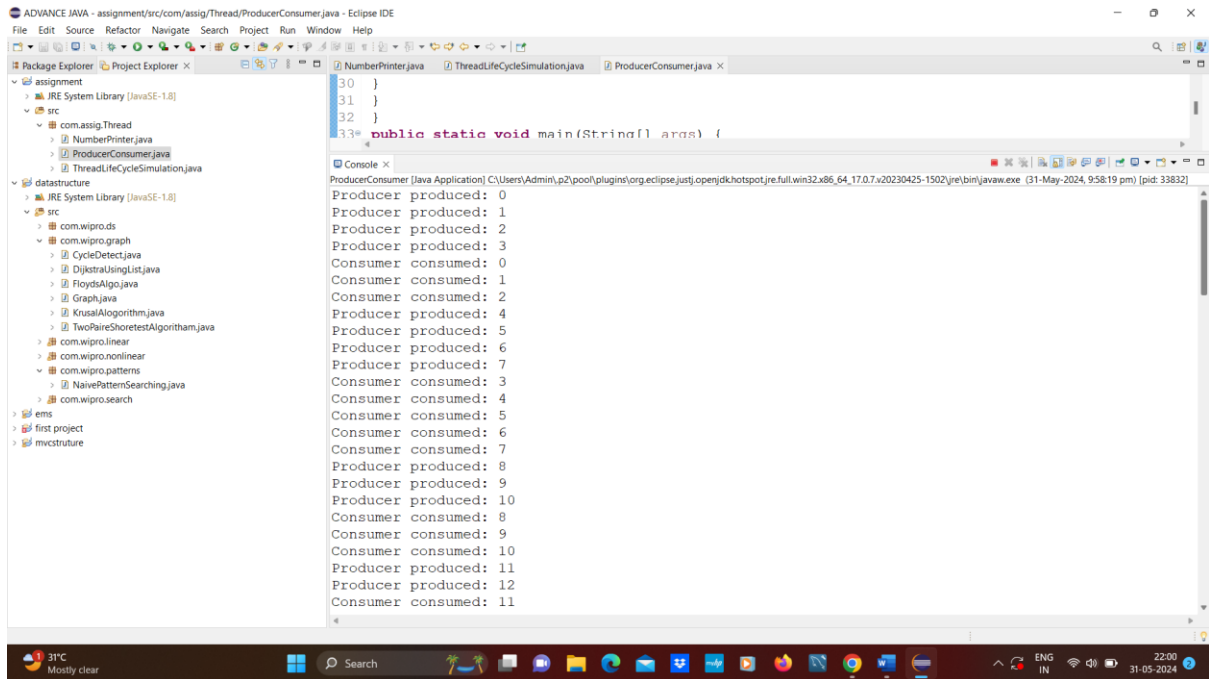 ADVANCE JAVA - assignment/src/com/assig/Thread/ProducerConsumer.java - Eclipse IDE
File Edit Source Refactor Navigate Search Project Run Window Help
Package Explorer Project Explorer
NumberPrinter.java ThreadLifeCycleSimulation.java ProducerConsumer.java
assignment
JRE System Library [JavaSE-1.8]
src
com.assig.Thread
NumberPrinter.java
ProducerConsumer.java
ThreadLifeCycleSimulation.java
datastructure
JRE System Library [JavaSE-1.8]
src
com.wipro.ds
com.wipro.graph
CycleDetect.java
DijkstraUsingList.java
FloydsAlgo.java
Graph.java
KrusalAlogorithm.java
TwoPaireShoretestAlgoritham.java
com.wipro.linear
com.wipro.nonlinear
com.wipro.patterns
NaivePatternSearching.java
com.wipro.search
ems
first project
mvcstruture
30 }
31 }
32 }
33 public static void main(String[] args) {
Console
ProducerConsumer [Java Application] C:\Users\Admin\.p2\pool\plugins\org.eclipse.justj.openjdk.hotspot.jre.full.win32.x86_64_17.0.7.v20230425-1502\jre\bin\javaw.exe (31-May-2024, 9:58:19 pm) [pid: 33832]
Producer produced: 0
Producer produced: 1
Producer produced: 2
Producer produced: 3
Consumer consumed: 0
Consumer consumed: 1
Consumer consumed: 2
Producer produced: 4
Producer produced: 5
Producer produced: 6
Producer produced: 7
Consumer consumed: 3
Consumer consumed: 4
Consumer consumed: 5
Consumer consumed: 6
Consumer consumed: 7
Producer produced: 8
Producer produced: 9
Producer produced: 10
Consumer consumed: 8
Consumer consumed: 9
Consumer consumed: 10
Producer produced: 11
Producer produced: 12
Consumer consumed: 11
1
31°C
Mostly clear
Search
ENG
IN
22:00
31-05-2024
2